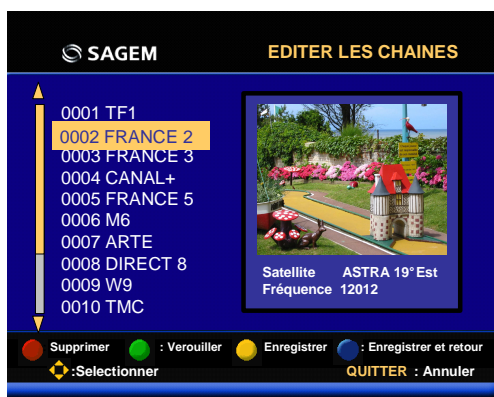 SAGEM
EDITER LES CHAINES
0001 TF1
0002 FRANCE 2
0003 FRANCE 3
0004 CANAL+
0005 FRANCE 5
0006 M6
0007 ARTE
0008 DIRECT 8
0009 W9
0010 TMC
Satellite ASTRA 19° Est
Fréquence 12012
Supprimer : Verouiller Enregistrer : Enregistrer et retour
:Selectionner QUITTER : Annuler